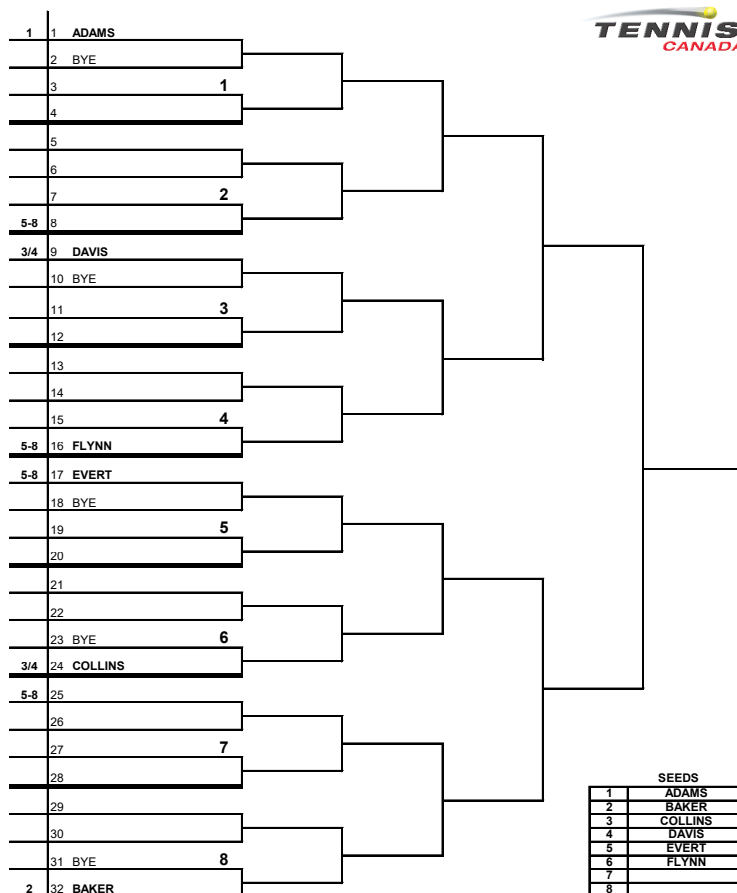 TENNIS
CANADA
1 1 ADAMS
2 BYE
3 1
4
5
6
7 2
5-8 8
3/4 9 DAVIS
10 BYE
11 3
12
13
14
15 4
5-8 16 FLYNN
5-8 17 EVERT
18 BYE
19 5
20
21
22
23 BYE 6
3/4 24 COLLINS
5-8 25
26
27 7
28
29
30
31 BYE 8
2 32 BAKER
SEEDS
1 ADAMS
2 BAKER
3 COLLINS
4 DAVIS
5 EVERT
6 FLYNN
7
8